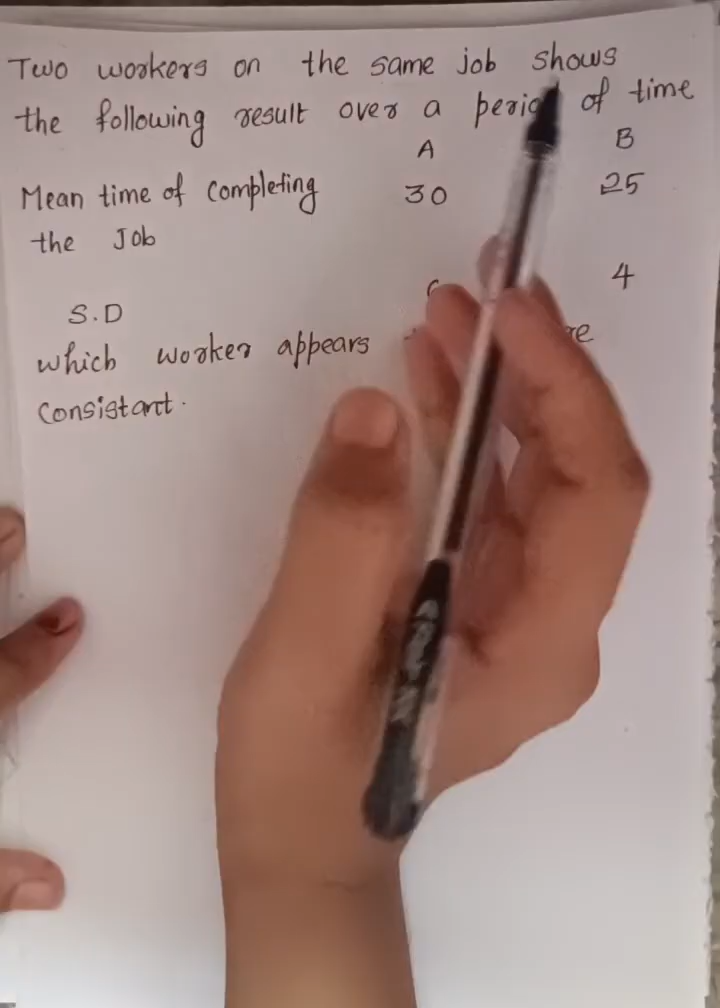 Two workers on the same job shows
the following result over a of time
A B
Mean time of completing 30 25
the Job
S.D 4
which worker appears
consistant.